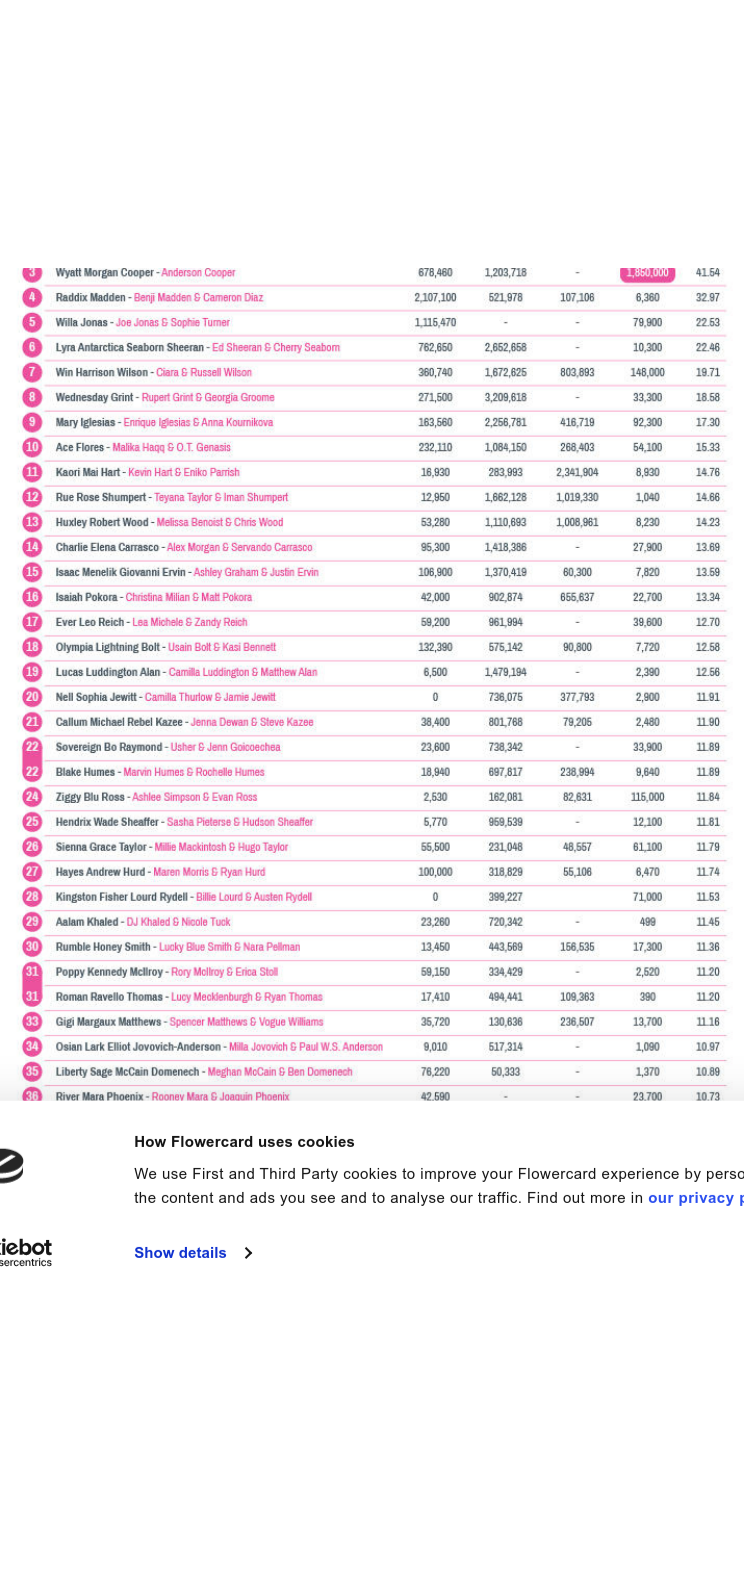 3 Wyatt Morgan Cooper - Anderson Cooper 678,460 1,203,718 - 1,850,000 41.54
4 Raddix Madden - Benji Madden & Cameron Diaz 2,107,100 521,978 107,106 6,360 32.97
5 Willa Jonas - Joe Jonas & Sophie Turner 1,115,470 - - 79,900 22.53
6 Lyra Antarctica Seaborn Sheeran - Ed Sheeran & Cherry Seaborn 762,650 2,652,658 - 10,300 22.46
7 Win Harrison Wilson - Ciara & Russell Wilson 360,740 1,672,625 803,893 148,000 19.71
8 Wednesday Grint - Rupert Grint & Georgia Groome 271,500 3,209,618 - 33,300 18.58
9 Mary Iglesias - Enrique Iglesias & Anna Kournikova 163,560 2,256,781 416,719 92,300 17.30
10 Ace Flores - Malika Haqq & O.T. Genasis 232,110 1,084,150 268,403 54,100 15.33
11 Kaori Mai Hart - Kevin Hart & Eniko Parrish 16,930 283,993 2,341,904 8,930 14.76
12 Rue Rose Shumpert - Teyana Taylor & Iman Shumpert 12,950 1,662,128 1,019,330 1,040 14.66
13 Huxley Robert Wood - Melissa Benoist & Chris Wood 53,280 1,110,693 1,008,961 8,230 14.23
14 Charlie Elena Carrasco - Alex Morgan & Servando Carrasco 95,300 1,418,386 - 27,900 13.69
15 Isaac Menelik Giovanni Ervin - Ashley Graham & Justin Ervin 106,900 1,370,419 60,300 7,820 13.59
16 Isaiah Pokora - Christina Milian & Matt Pokora 42,000 902,874 655,637 22,700 13.34
17 Ever Leo Reich - Lea Michele & Zandy Reich 59,200 961,994 - 39,600 12.70
18 Olympia Lightning Bolt - Usain Bolt & Kasi Bennett 132,390 575,142 90,800 7,720 12.58
19 Lucas Luddington Alan - Camilla Luddington & Matthew Alan 6,500 1,479,194 - 2,390 12.56
20 Nell Sophia Jewitt - Camilla Thurlow & Jamie Jewitt 0 736,075 377,793 2,900 11.91
21 Callum Michael Rebel Kazee - Jenna Dewan & Steve Kazee 38,400 801,768 79,205 2,480 11.90
22 Sovereign Bo Raymond - Usher & Jenn Goicoechea 23,600 738,342 - 33,900 11.89
22 Blake Humes - Marvin Humes & Rochelle Humes 18,940 697,817 238,994 9,640 11.89
24 Ziggy Blu Ross - Ashlee Simpson & Evan Ross 2,530 162,081 82,631 115,000 11.84
25 Hendrix Wade Sheaffer - Sasha Pieterse & Hudson Sheaffer 5,770 959,539 - 12,100 11.81
26 Sienna Grace Taylor - Millie Mackintosh & Hugo Taylor 55,500 231,048 48,557 61,100 11.79
27 Hayes Andrew Hurd - Maren Morris & Ryan Hurd 100,000 318,829 55,106 6,470 11.74
28 Kingston Fisher Lourd Rydell - Billie Lourd & Austen Rydell 0 399,227 71,000 11.53
29 Aalam Khaled - DJ Khaled & Nicole Tuck 23,260 720,342 - 499 11.45
30 Rumble Honey Smith - Lucky Blue Smith & Nara Pellman 13,450 443,569 156,535 17,300 11.36
31 Poppy Kennedy McIlroy - Rory McIlroy & Erica Stoll 59,150 334,429 - 2,520 11.20
31 Roman Ravello Thomas - Lucy Mecklenburgh & Ryan Thomas 17,410 494,441 109,363 390 11.20
33 Gigi Margaux Matthews - Spencer Matthews & Vogue Williams 35,720 130,636 236,507 13,700 11.16
34 Osian Lark Elliot Jovovich-Anderson - Milla Jovovich & Paul W.S. Anderson 9,010 517,314 - 1,090 10.97
35 Liberty Sage McCain Domenech - Meghan McCain & Ben Domenech 76,220 50,333 - 1,370 10.89
36 River Mara Phoenix - Rooney Mara & Joaquin Phoenix 42,590 - - 23,700 10.73
How Flowercard uses cookies
We use First and Third Party cookies to improve your Flowercard experience by perso
the content and ads you see and to analyse our traffic. Find out more in our privacy p
Show details
kiebot
sercentrics